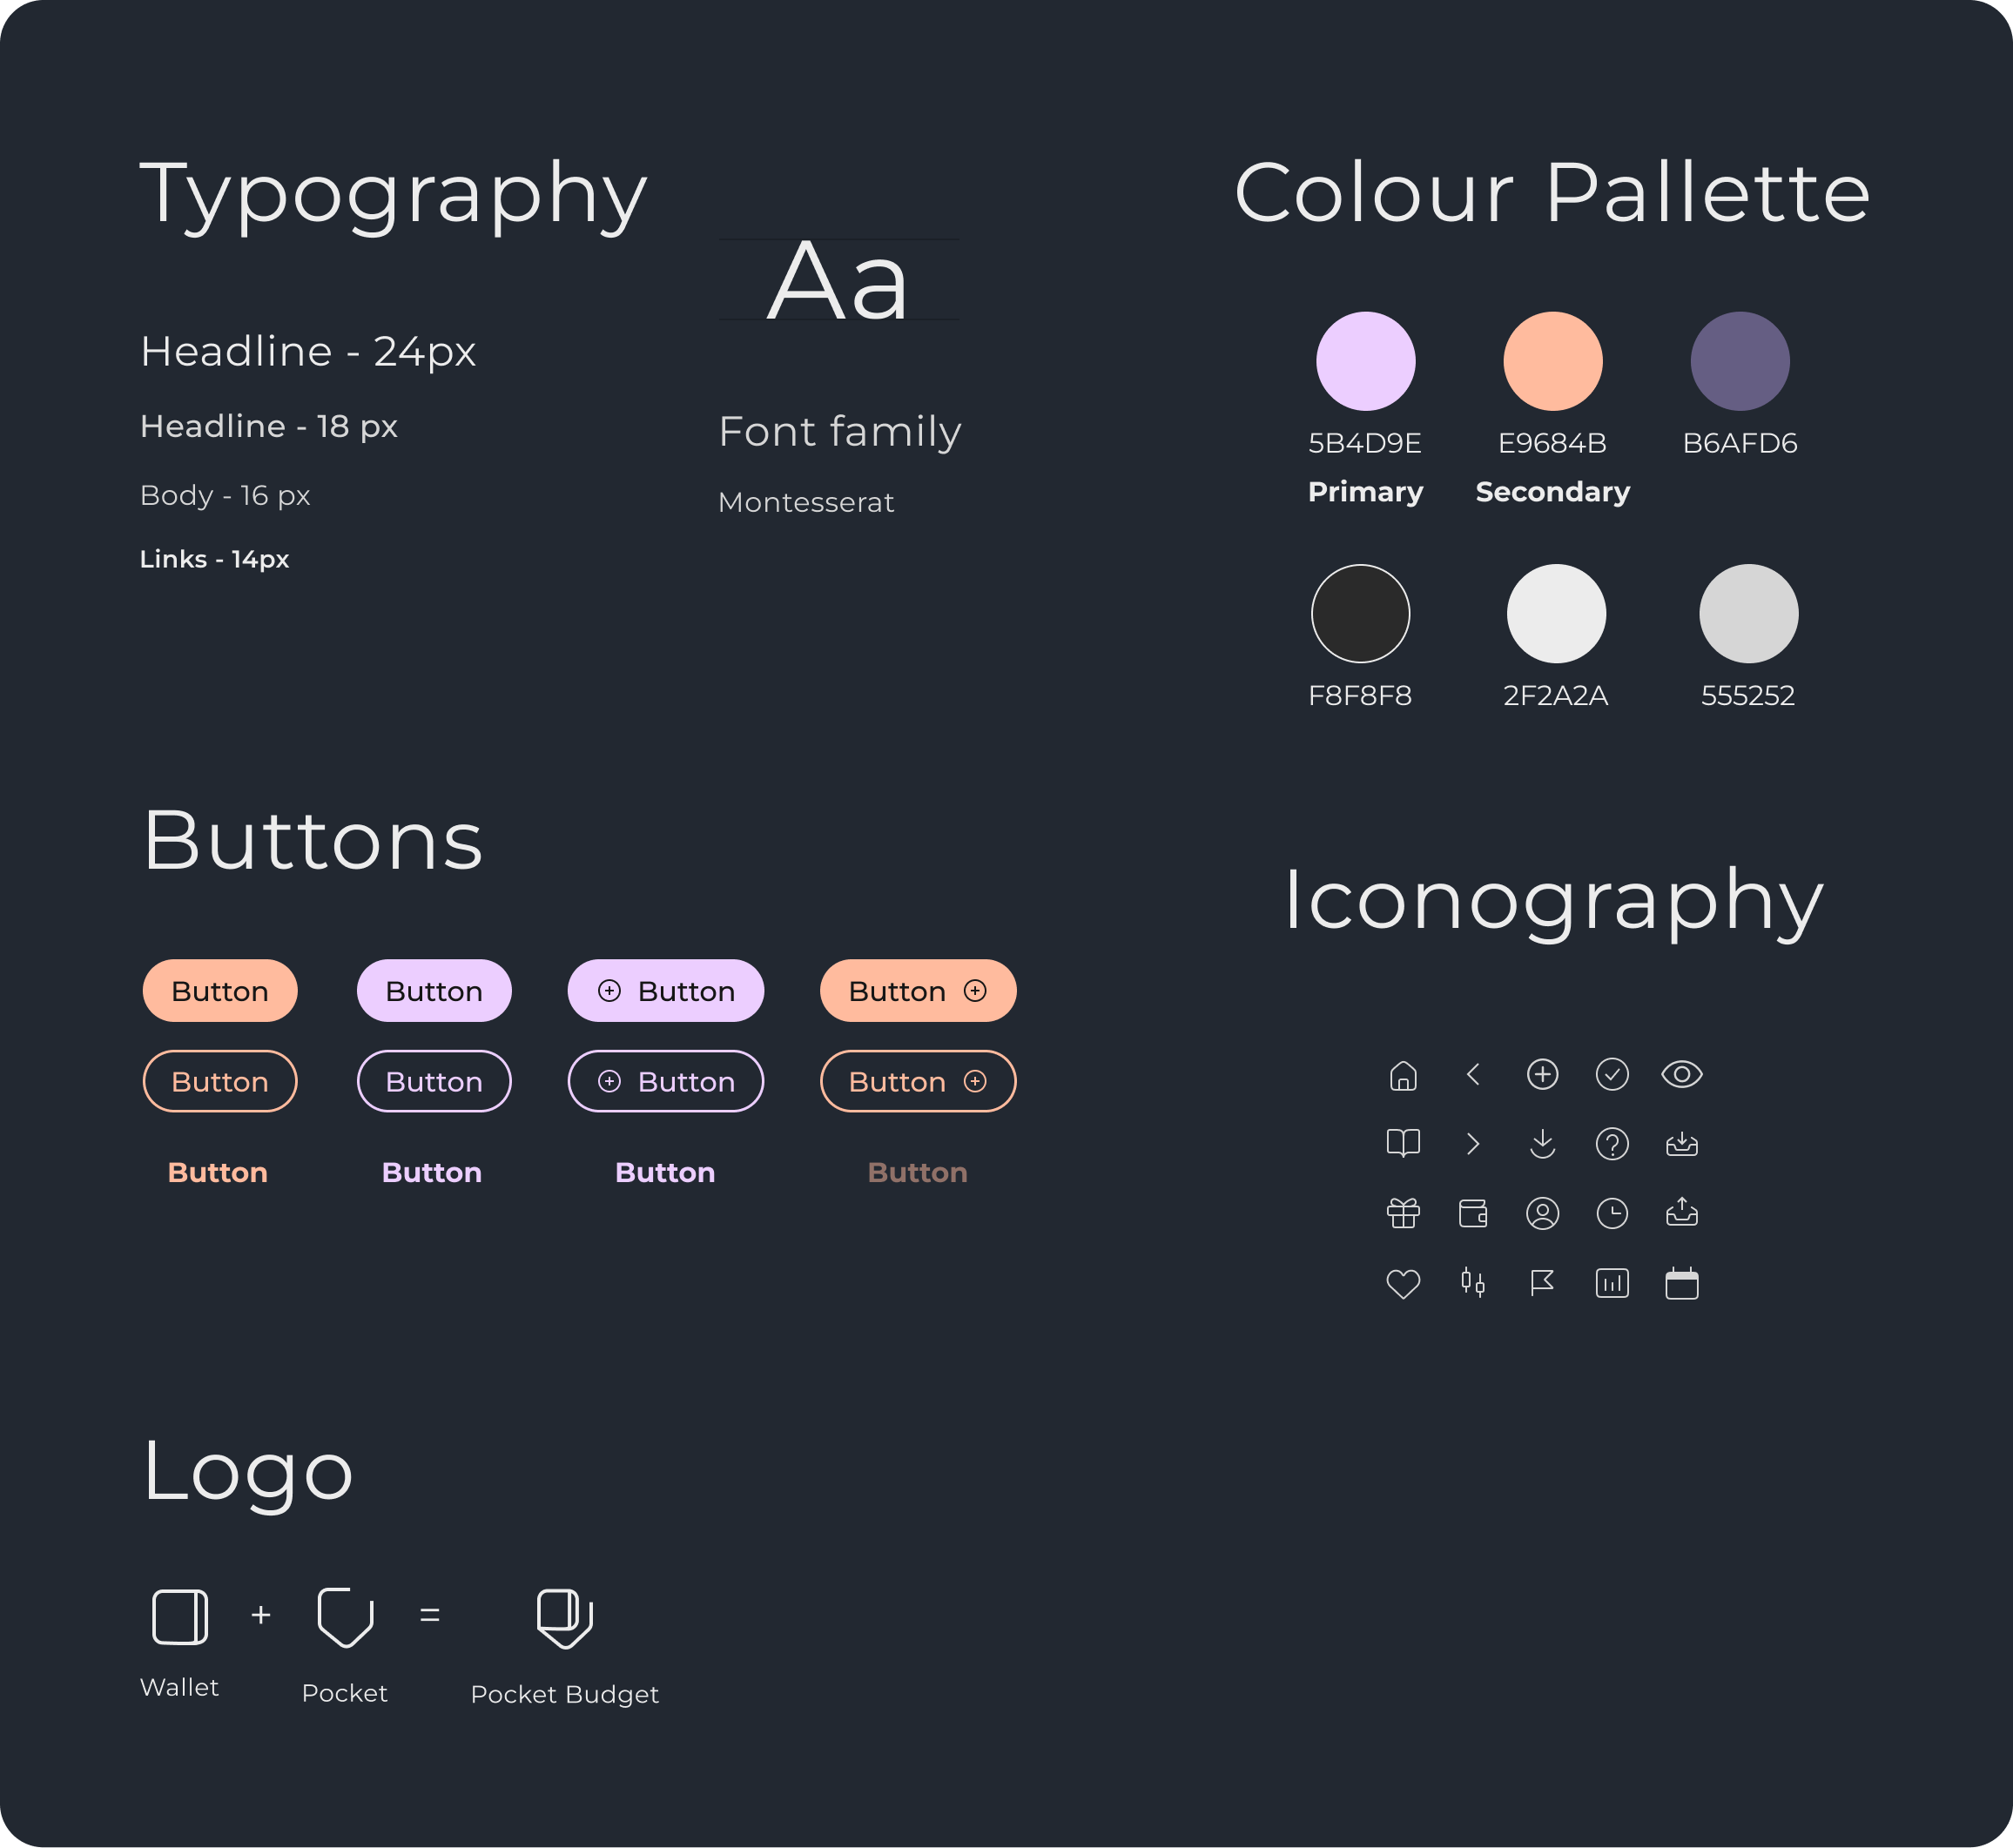 Typography
Aa
Headline - 24px
Headline - 18 px
Body - 16 px
Links - 14px
Font family
Montesserat
Colour Pallette
5B4D9E
E9684B
B6AFD6
Primary
Secondary
F8F8F8
2F2A2A
555252
Buttons
Button
Button
Button
Button
Button
Button
Button
Button
Button
Button
Button
Button
Iconography
Logo
+
=
Wallet
Pocket
Pocket Budget